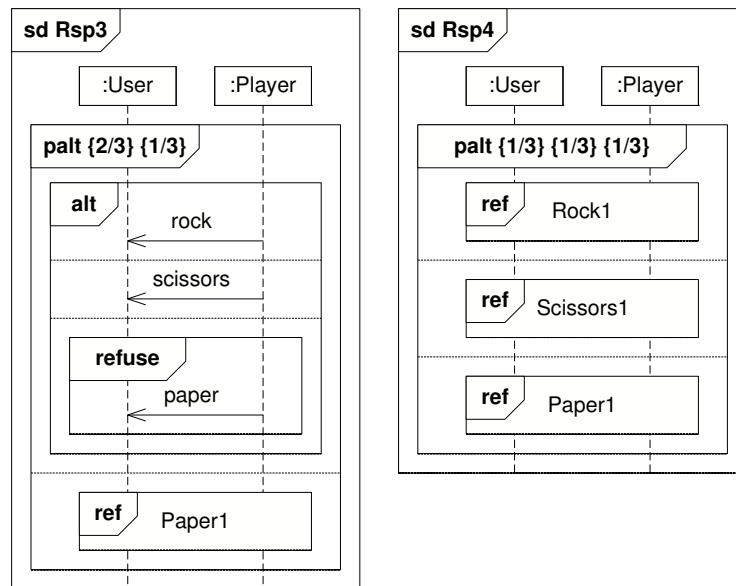 sd Rsp3
:User
:Player
palt {2/3} {1/3}
alt
rock
scissors
refuse
paper
ref
Paper1
sd Rsp4
:User
:Player
palt {1/3} {1/3} {1/3}
ref
Rock1
ref
Scissors1
ref
Paper1